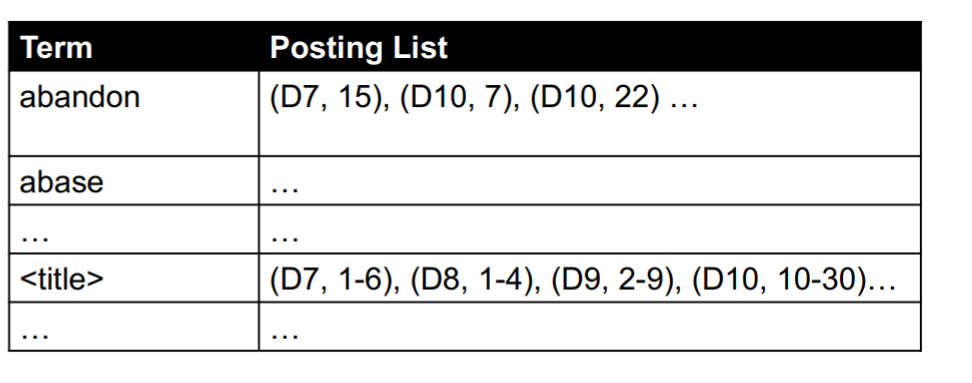 Term Posting List
abandon (D7, 15), (D10, 7), (D10, 22) …
abase …
… …
<title> (D7, 1-6), (D8, 1-4), (D9, 2-9), (D10, 10-30)…
… …